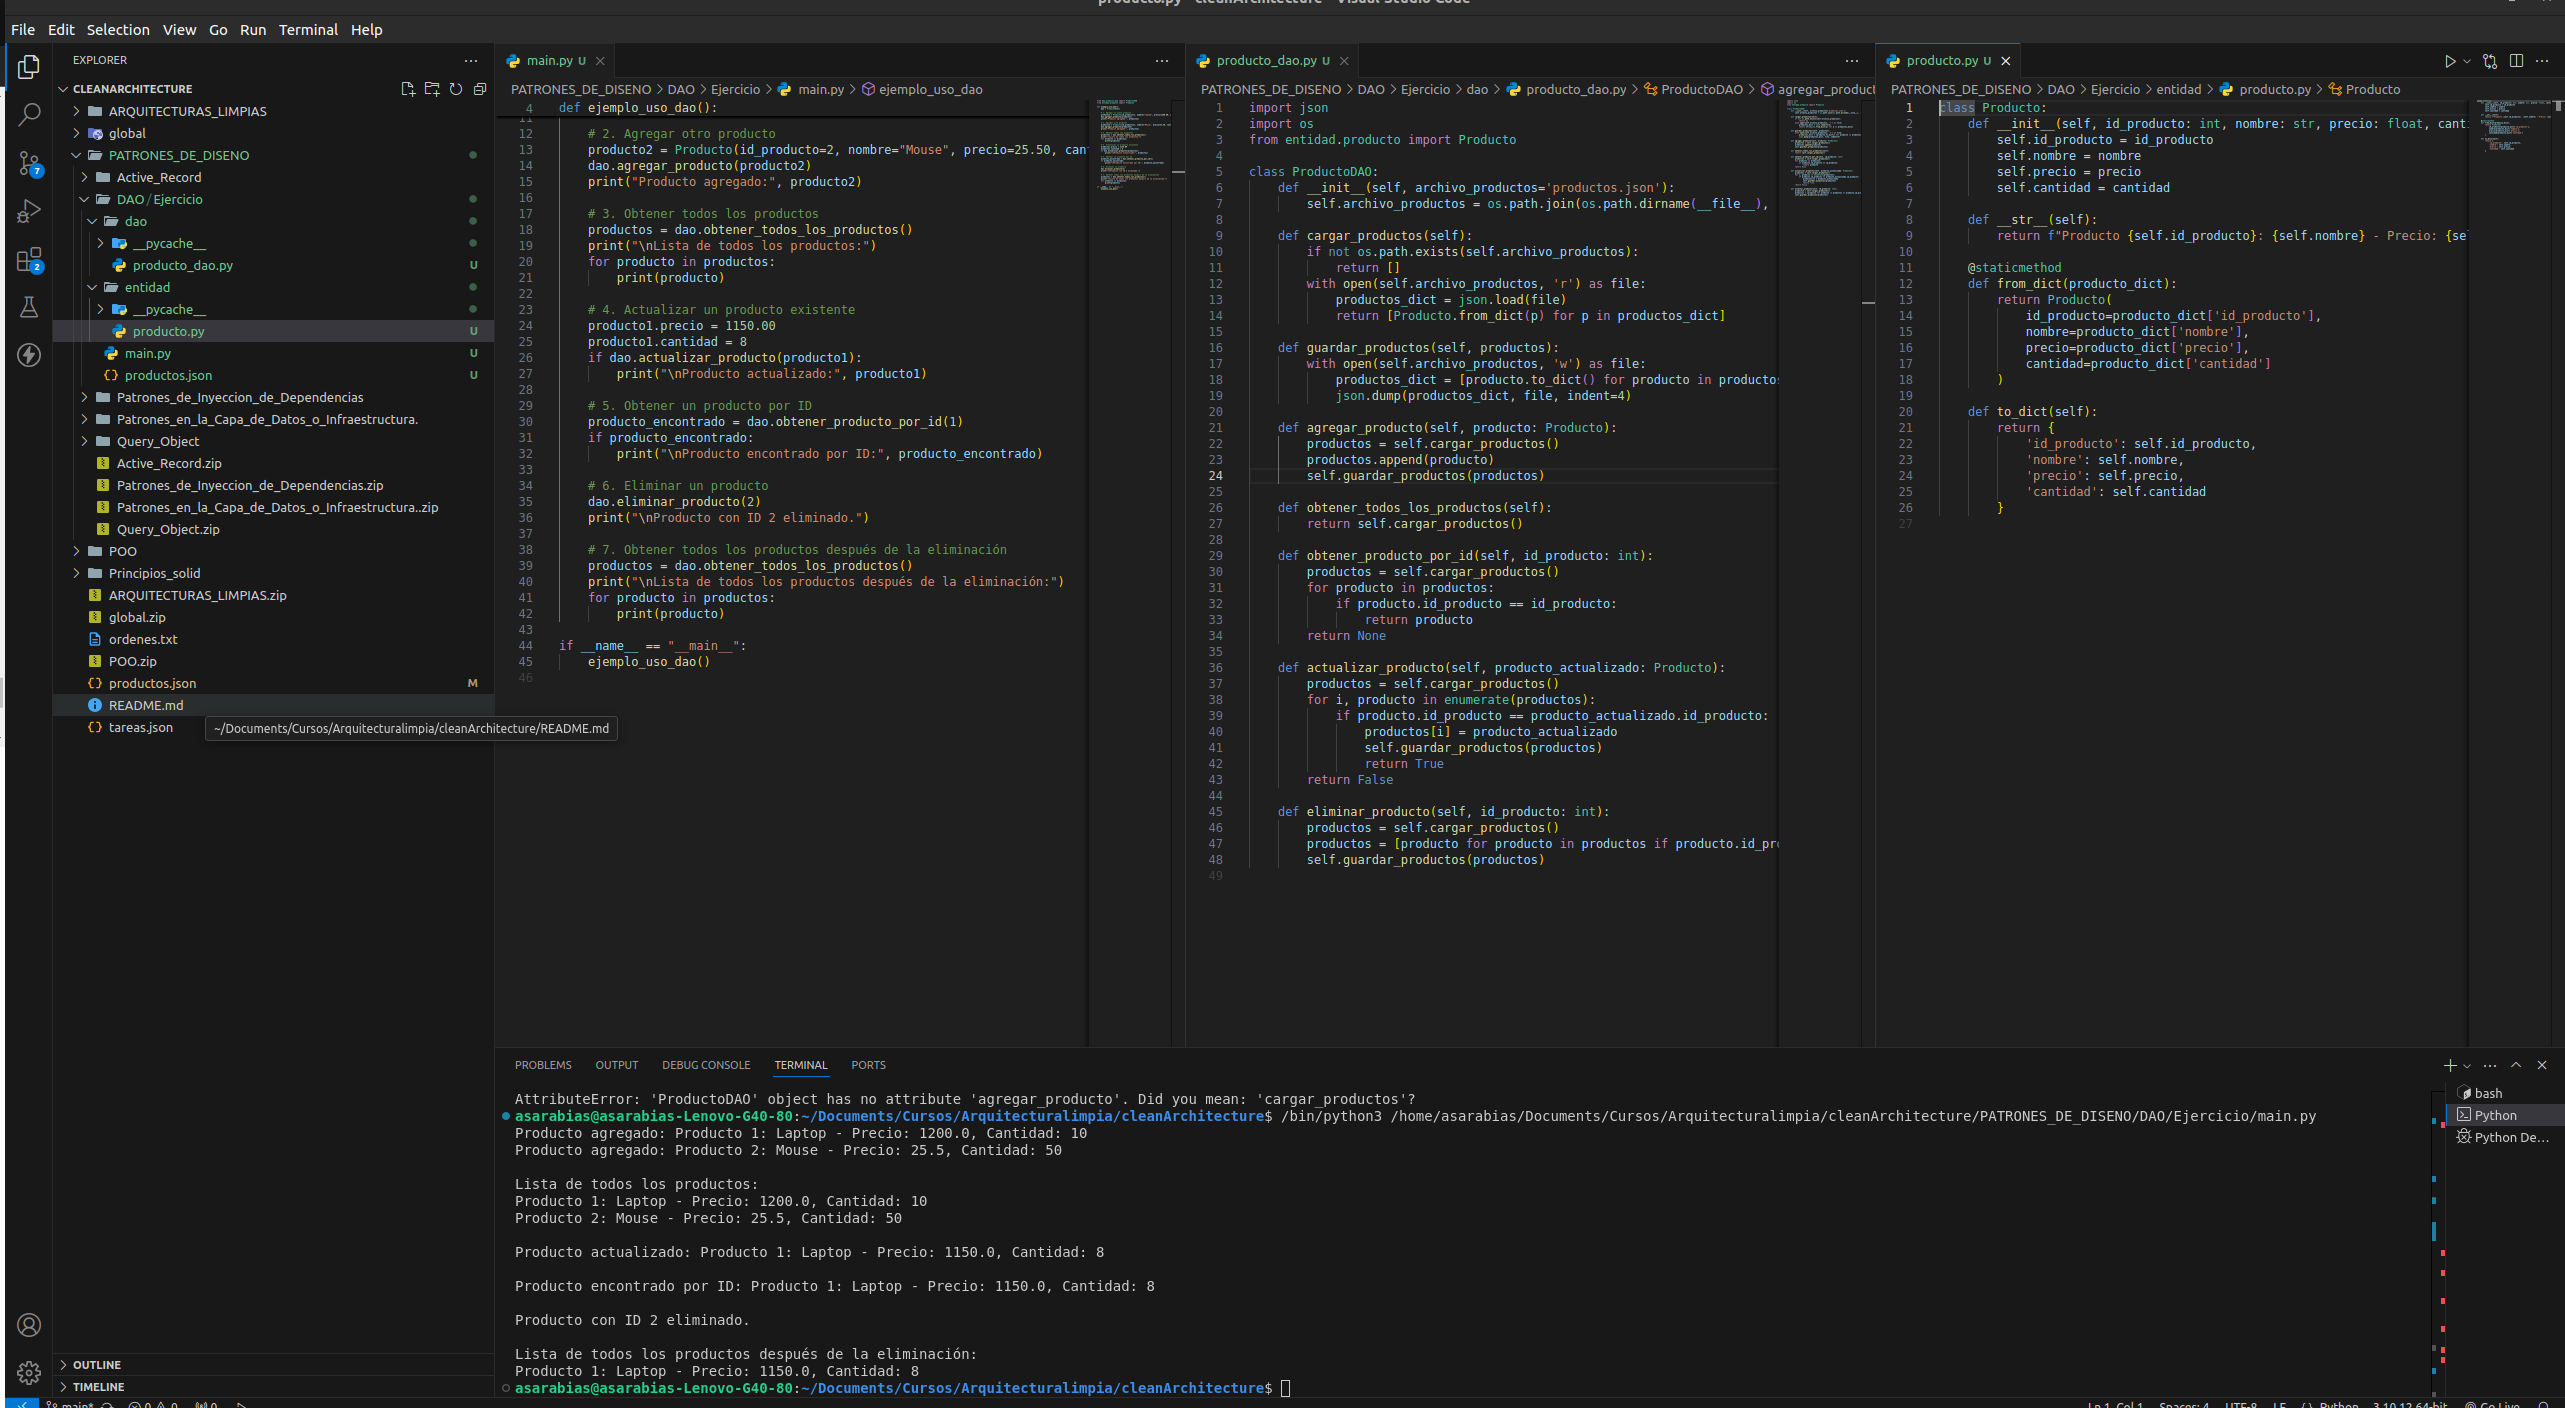 producto.py - cleanArchitecture - Visual Studio Code
File Edit Selection View Go Run Terminal Help
EXPLORER
CLEANARCHITECTURE
ARQUITECTURAS_LIMPIAS
global
PATRONES_DE_DISENO
Active_Record
DAO / Ejercicio
dao
__pycache__
producto_dao.py U
entidad
__pycache__
producto.py U
main.py U
productos.json U
Patrones_de_Inyeccion_de_Dependencias
Patrones_en_la_Capa_de_Datos_o_Infraestructura.
Query_Object
Active_Record.zip
Patrones_de_Inyeccion_de_Dependencias.zip
Patrones_en_la_Capa_de_Datos_o_Infraestructura..zip
Query_Object.zip
POO
Principios_solid
ARQUITECTURAS_LIMPIAS.zip
global.zip
ordenes.txt
POO.zip
productos.json M
README.md
tareas.json
~/Documents/Cursos/Arquitecturalimpia/cleanArchitecture/README.md
OUTLINE
TIMELINE
7
2
main.py U
PATRONES_DE_DISENO > DAO > Ejercicio > main.py > ejemplo_uso_dao
4 def ejemplo_uso_dao():
11
12 # 2. Agregar otro producto
13 producto2 = Producto(id_producto=2, nombre="Mouse", precio=25.50, can
14 dao.agregar_producto(producto2)
15 print("Producto agregado:", producto2)
16
17 # 3. Obtener todos los productos
18 productos = dao.obtener_todos_los_productos()
19 print("\nLista de todos los productos:")
20 for producto in productos:
21 print(producto)
22
23 # 4. Actualizar un producto existente
24 producto1.precio = 1150.00
25 producto1.cantidad = 8
26 if dao.actualizar_producto(producto1):
27 print("\nProducto actualizado:", producto1)
28
29 # 5. Obtener un producto por ID
30 producto_encontrado = dao.obtener_producto_por_id(1)
31 if producto_encontrado:
32 print("\nProducto encontrado por ID:", producto_encontrado)
33
34 # 6. Eliminar un producto
35 dao.eliminar_producto(2)
36 print("\nProducto con ID 2 eliminado.")
37
38 # 7. Obtener todos los productos después de la eliminación
39 productos = dao.obtener_todos_los_productos()
40 print("\nLista de todos los productos después de la eliminación:")
41 for producto in productos:
42 print(producto)
43
44 if __name__ == "__main__":
45 ejemplo_uso_dao()
46
producto_dao.py U
PATRONES_DE_DISENO > DAO > Ejercicio > dao > producto_dao.py > ProductoDAO > agregar_product
1 import json
2 import os
3 from entidad.producto import Producto
4
5 class ProductoDAO:
6 def __init__(self, archivo_productos='productos.json'):
7 self.archivo_productos = os.path.join(os.path.dirname(__file__),
8
9 def cargar_productos(self):
10 if not os.path.exists(self.archivo_productos):
11 return []
12 with open(self.archivo_productos, 'r') as file:
13 productos_dict = json.load(file)
14 return [Producto.from_dict(p) for p in productos_dict]
15
16 def guardar_productos(self, productos):
17 with open(self.archivo_productos, 'w') as file:
18 productos_dict = [producto.to_dict() for producto in productos
19 json.dump(productos_dict, file, indent=4)
20
21 def agregar_producto(self, producto: Producto):
22 productos = self.cargar_productos()
23 productos.append(producto)
24 self.guardar_productos(productos)
25
26 def obtener_todos_los_productos(self):
27 return self.cargar_productos()
28
29 def obtener_producto_por_id(self, id_producto: int):
30 productos = self.cargar_productos()
31 for producto in productos:
32 if producto.id_producto == id_producto:
33 return producto
34 return None
35
36 def actualizar_producto(self, producto_actualizado: Producto):
37 productos = self.cargar_productos()
38 for i, producto in enumerate(productos):
39 if producto.id_producto == producto_actualizado.id_producto:
40 productos[i] = producto_actualizado
41 self.guardar_productos(productos)
42 return True
43 return False
44
45 def eliminar_producto(self, id_producto: int):
46 productos = self.cargar_productos()
47 productos = [producto for producto in productos if producto.id_pro
48 self.guardar_productos(productos)
49
producto.py U
PATRONES_DE_DISENO > DAO > Ejercicio > entidad > producto.py > Producto
1 class Producto:
2 def __init__(self, id_producto: int, nombre: str, precio: float, canti
3 self.id_producto = id_producto
4 self.nombre = nombre
5 self.precio = precio
6 self.cantidad = cantidad
7
8 def __str__(self):
9 return f"Producto {self.id_producto}: {self.nombre} - Precio: {sel
10
11 @staticmethod
12 def from_dict(producto_dict):
13 return Producto(
14 id_producto=producto_dict['id_producto'],
15 nombre=producto_dict['nombre'],
16 precio=producto_dict['precio'],
17 cantidad=producto_dict['cantidad']
18 )
19
20 def to_dict(self):
21 return {
22 'id_producto': self.id_producto,
23 'nombre': self.nombre,
24 'precio': self.precio,
25 'cantidad': self.cantidad
26 }
27
PROBLEMS OUTPUT DEBUG CONSOLE TERMINAL PORTS
AttributeError: 'ProductoDAO' object has no attribute 'agregar_producto'. Did you mean: 'cargar_productos'?
asarabias@asarabias-Lenovo-G40-80:~/Documents/Cursos/Arquitecturalimpia/cleanArchitecture$ /bin/python3 /home/asarabias/Documents/Cursos/Arquitecturalimpia/cleanArchitecture/PATRONES_DE_DISENO/DAO/Ejercicio/main.py
Producto agregado: Producto 1: Laptop - Precio: 1200.0, Cantidad: 10
Producto agregado: Producto 2: Mouse - Precio: 25.5, Cantidad: 50
Lista de todos los productos:
Producto 1: Laptop - Precio: 1200.0, Cantidad: 10
Producto 2: Mouse - Precio: 25.5, Cantidad: 50
Producto actualizado: Producto 1: Laptop - Precio: 1150.0, Cantidad: 8
Producto encontrado por ID: Producto 1: Laptop - Precio: 1150.0, Cantidad: 8
Producto con ID 2 eliminado.
Lista de todos los productos después de la eliminación:
Producto 1: Laptop - Precio: 1150.0, Cantidad: 8
asarabias@asarabias-Lenovo-G40-80:~/Documents/Cursos/Arquitecturalimpia/cleanArchitecture$
bash
Python
Python De...
main* 0 0 0
Ln 1, Col 1 Spaces: 4 UTF-8 LF Python 3.10.12 64-bit Go Live